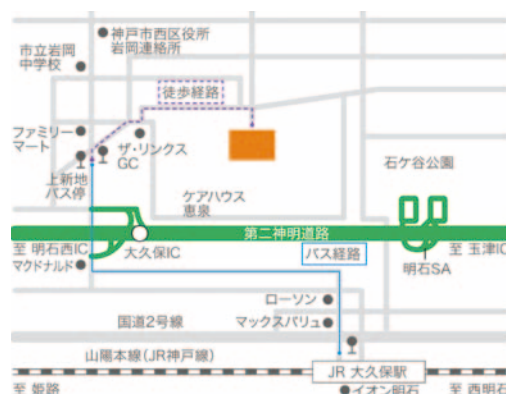 神戸市西区役所
岩岡連絡所
市立岩岡
中学校
徒歩経路
ファミリー
マート
ザ・リンクス
GC
上新地
バス停
石ケ谷公園
ケアハウス
恵泉
第二神明道路
至 明石西IC
大久保IC
バス経路
明石SA
至 玉津IC
マクドナルド
ローソン
国道2号線
マックスバリュ
山陽本線(JR神戸線)
JR 大久保駅
至 姫路
イオン明石
至 西明石